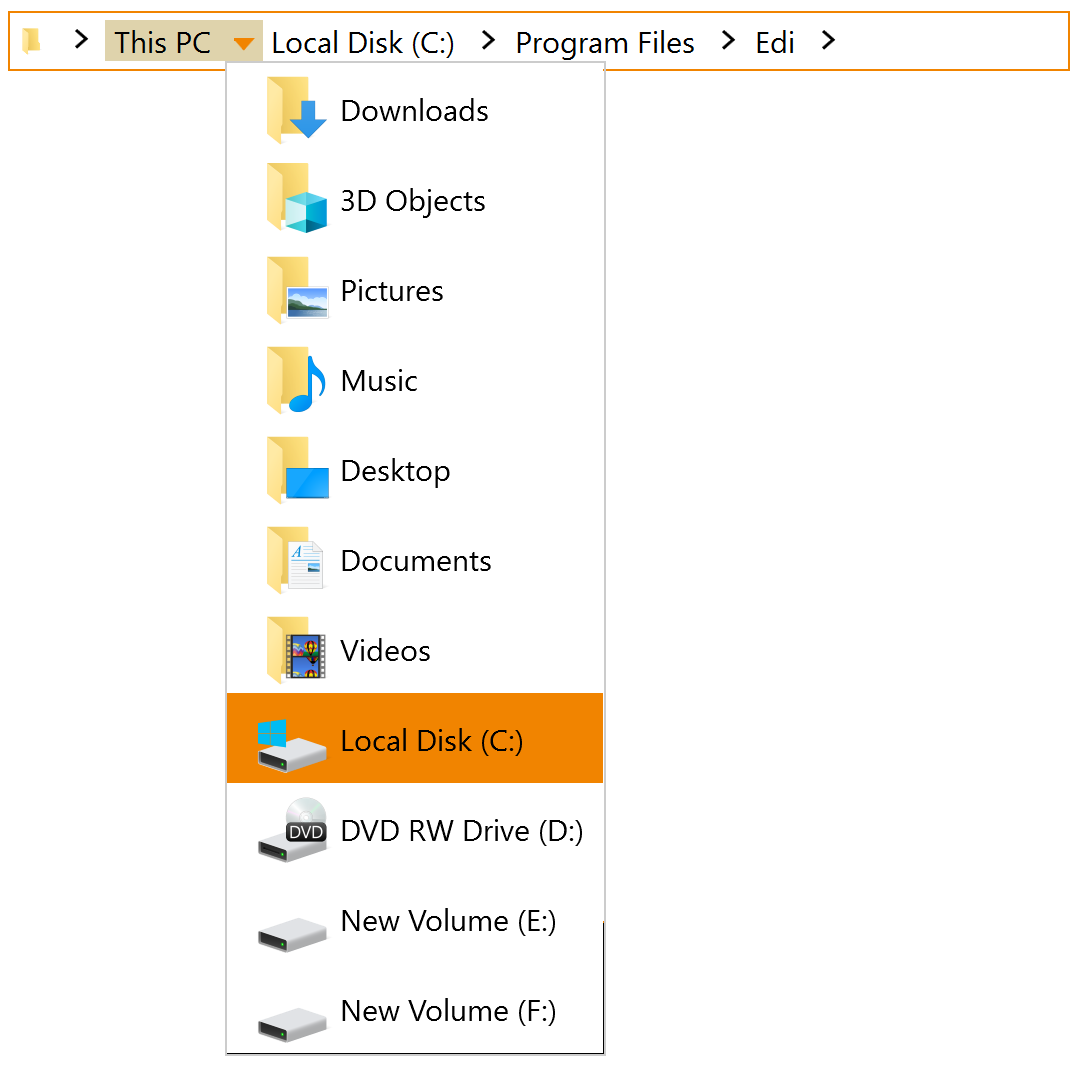 This PC Local Disk (C:) Program Files Edi
Downloads
3D Objects
Pictures
Music
Desktop
A
Documents
Videos
Local Disk (C:)
DVD
DVD RW Drive (D:)
New Volume (E:)
New Volume (F:)